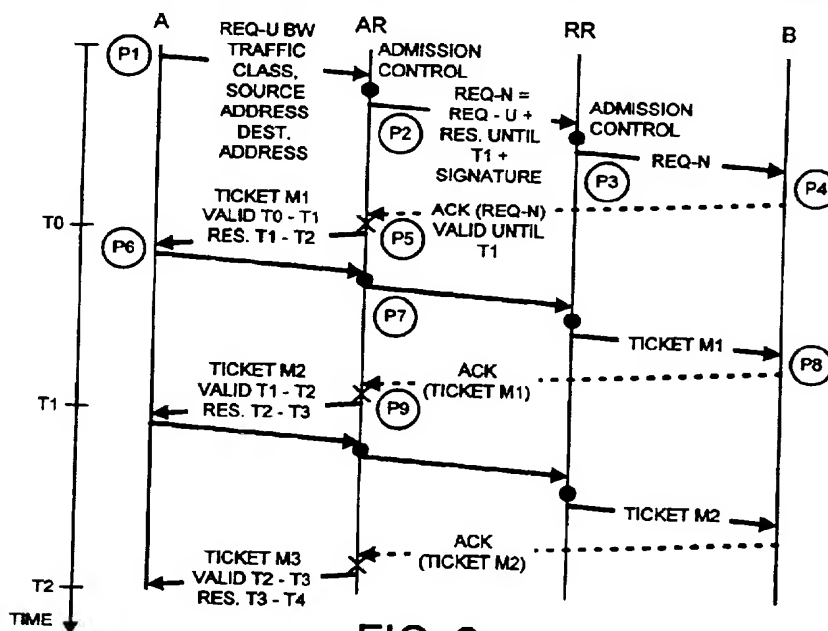 A
AR
RR
B
P1
REQ-U BW
TRAFFIC
CLASS,
SOURCE
ADDRESS
DEST.
ADDRESS
ADMISSION
CONTROL
P2
REQ-N =
REQ - U +
RES. UNTIL
T1 +
SIGNATURE
ADMISSION
CONTROL
P3
REQ-N
P4
T0
TICKET M1
VALID T0 - T1
RES. T1 - T2
P5
ACK (REQ-N)
VALID UNTIL
T1
P6
P7
TICKET M1
P8
T1
TICKET M2
VALID T1 - T2
RES. T2 - T3
P9
ACK
(TICKET M1)
TICKET M2
ACK
(TICKET M2)
T2
TICKET M3
VALID T2 - T3
RES. T3 - T4
TIME